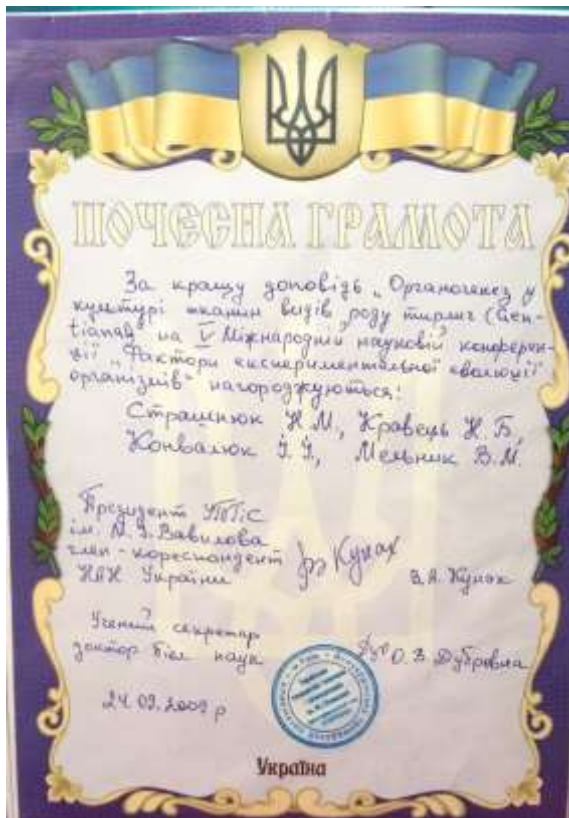 ПОЧЕСНА ГРАМОТА
За кращу доповідь „Органогенез у
культурі тканин видів роду тирлич (Gen-
tiana)" на V Міжнародній науковій конферен-
ції „Фактори експериментальної еволюції
організмів" нагороджуються:
Страшнюк Н.М., Кравець Н.Б.,
Конвалюк І.І., Мельник В.М.
Президент УТГіС
ім. М.І. Вавилова
член-кореспондент
НАН України
Кунах
В.А. Кунах
Учений секретар
доктор біол наук
О.В. Дубровна
24.09.2009 р
Україна